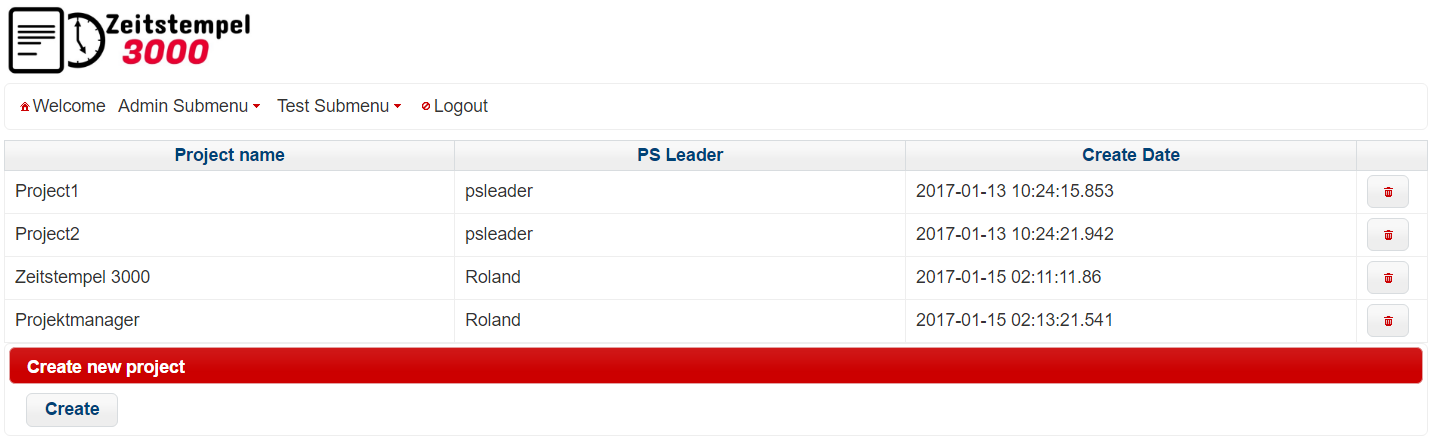 Zeitstempel
3000
Welcome Admin Submenu Test Submenu Logout
Project name PS Leader Create Date
Project1 psleader 2017-01-13 10:24:15.853
Project2 psleader 2017-01-13 10:24:21.942
Zeitstempel 3000 Roland 2017-01-15 02:11:11.86
Projektmanager Roland 2017-01-15 02:13:21.541
Create new project
Create